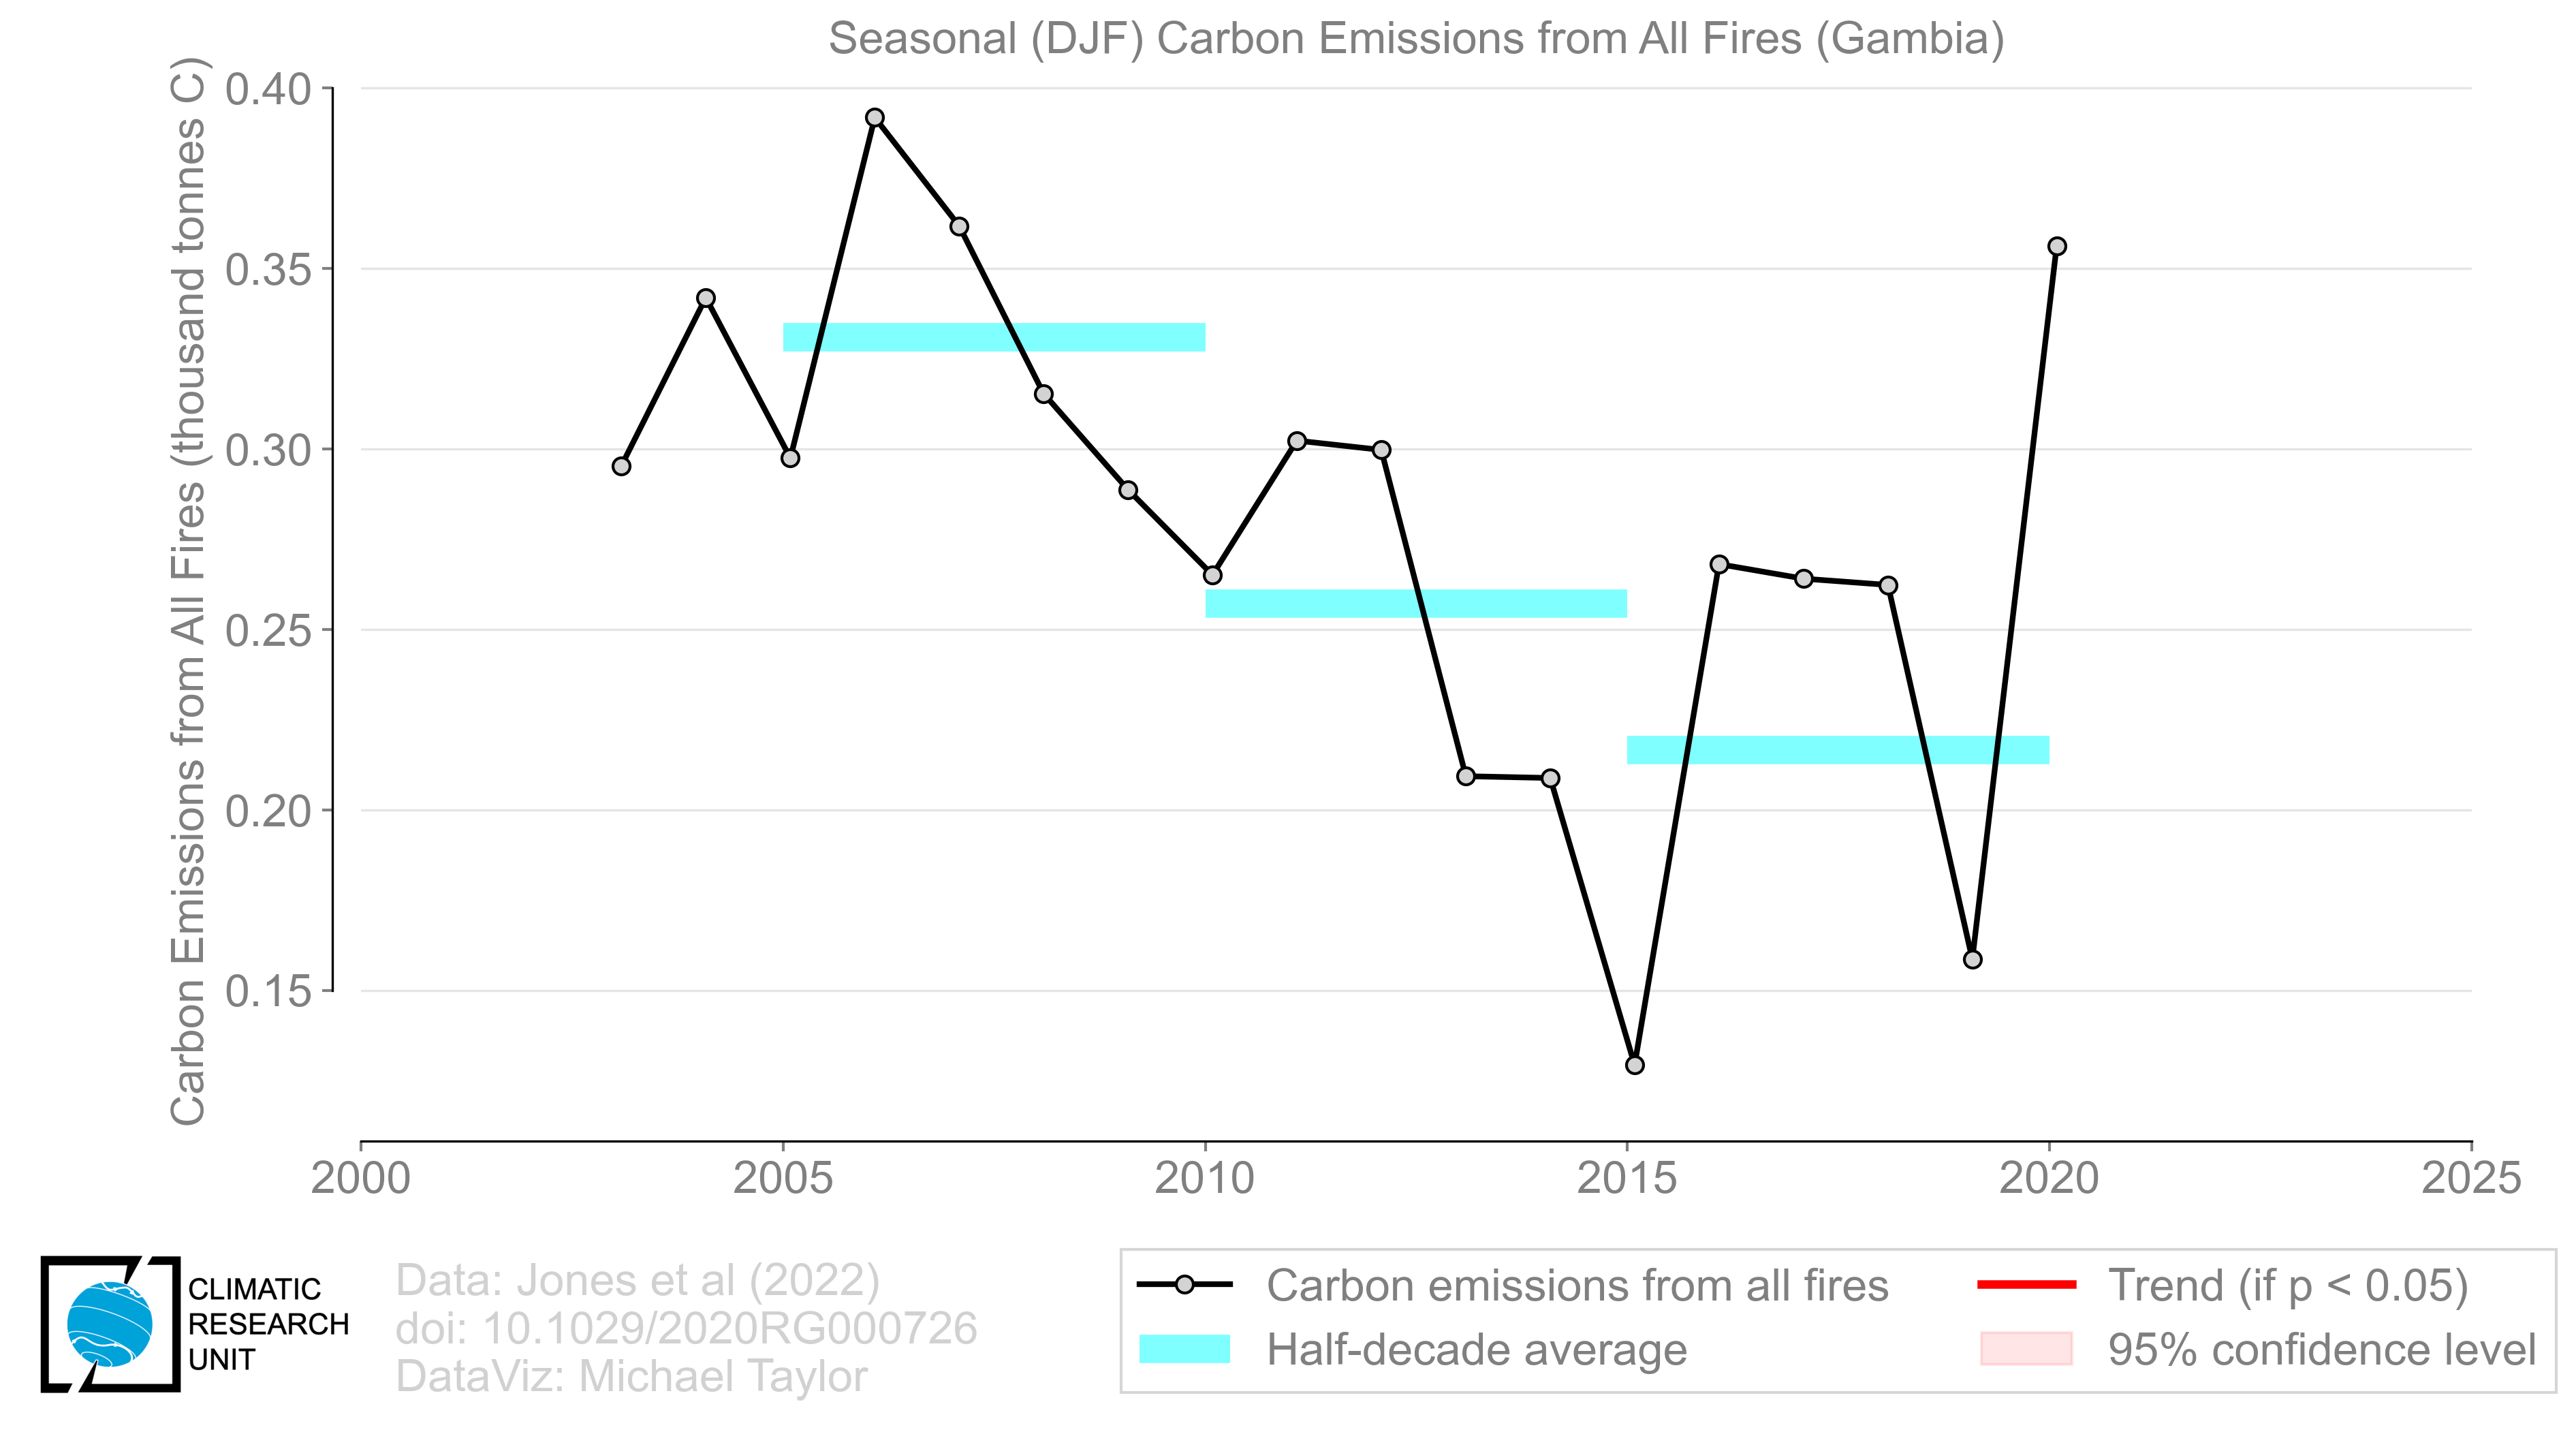 Seasonal (DJF) Carbon Emissions from All Fires (Gambia)
Carbon Emissions from All Fires (thousand tonnes C)
0.40
0.35
0.30
0.25
0.20
0.15
2000
2005
2010
2015
2020
2025
CLIMATIC
RESEARCH
UNIT
Data: Jones et al (2022)
doi: 10.1029/2020RG000726
DataViz: Michael Taylor
Carbon emissions from all fires
Half-decade average
Trend (if p < 0.05)
95% confidence level